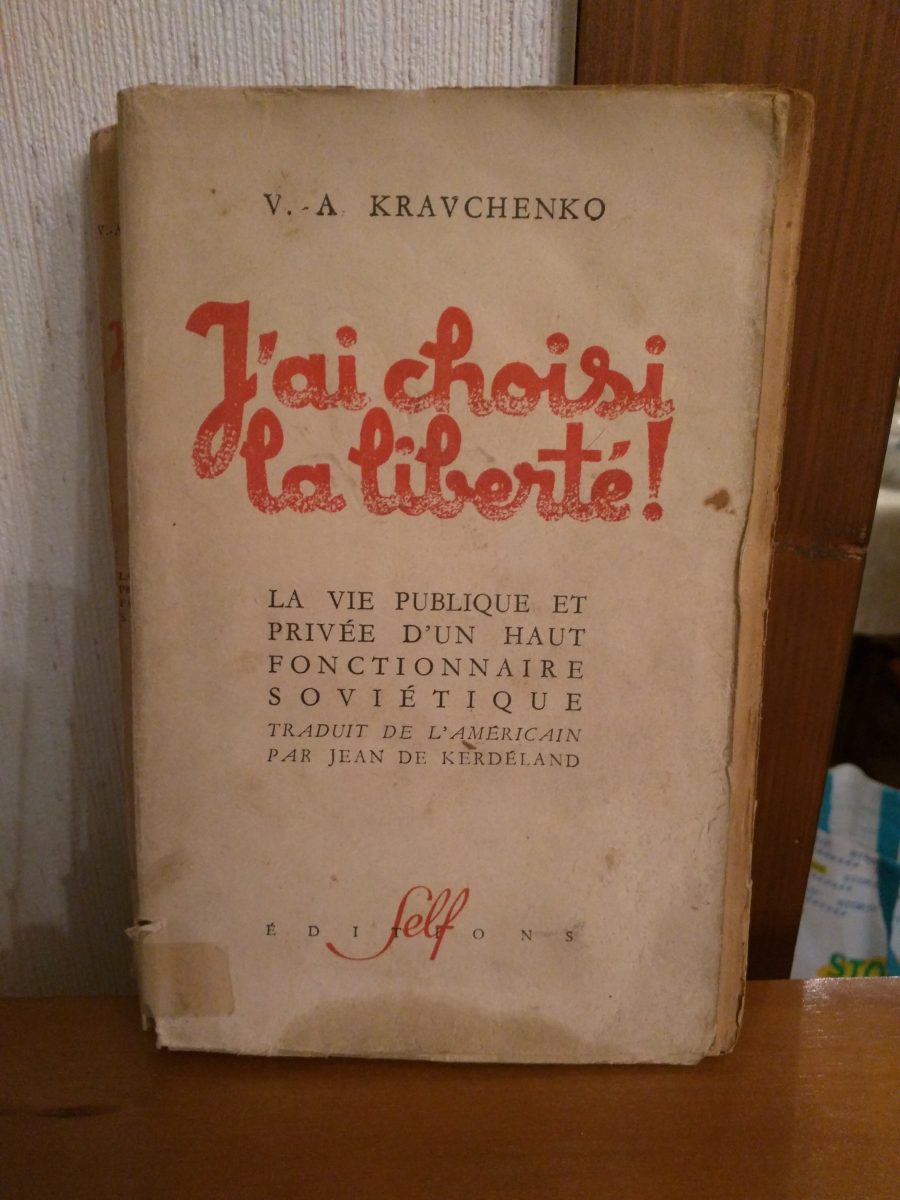 V.-A. KRAVCHENKO
J'ai choisi
la liberté!
LA VIE PUBLIQUE ET
PRIVÉE D'UN HAUT
FONCTIONNAIRE
SOVIÉTIQUE
TRADUIT DE L'AMÉRICAIN
PAR JEAN DE KERDÉLAND
ÉDITIONS Self